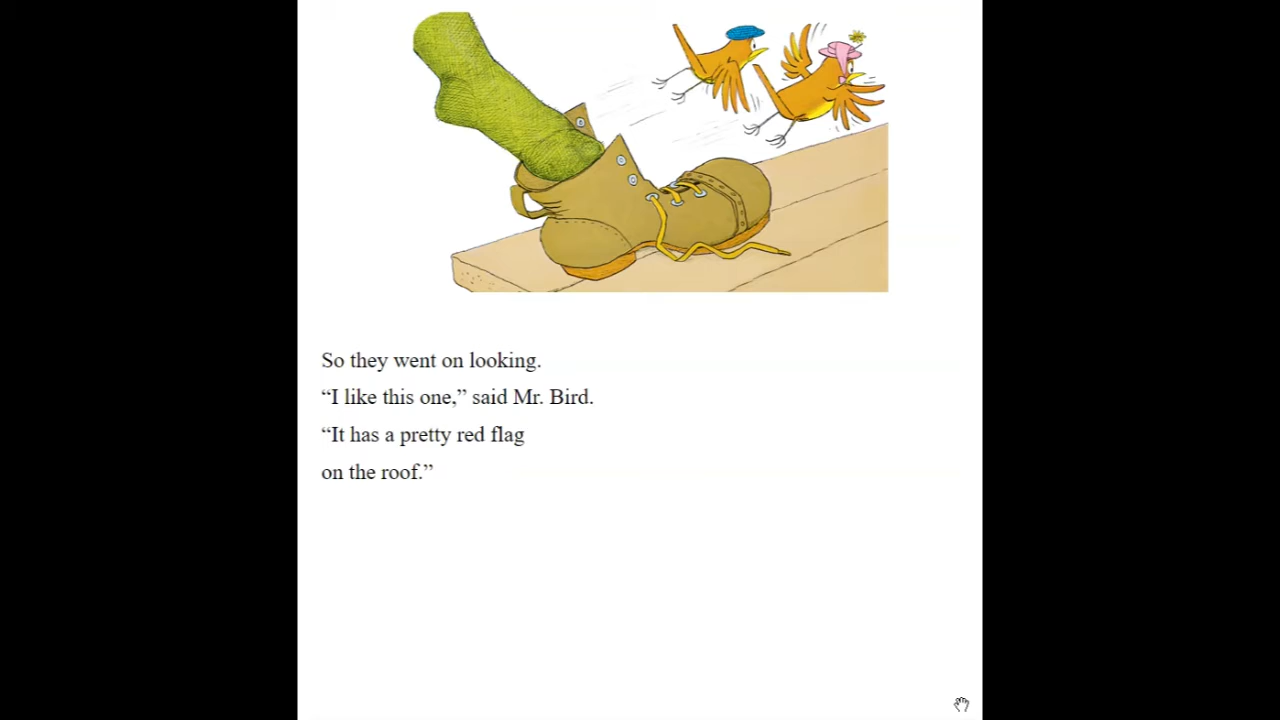 So they went on looking.
“I like this one,” said Mr. Bird.
“It has a pretty red flag
on the roof.”